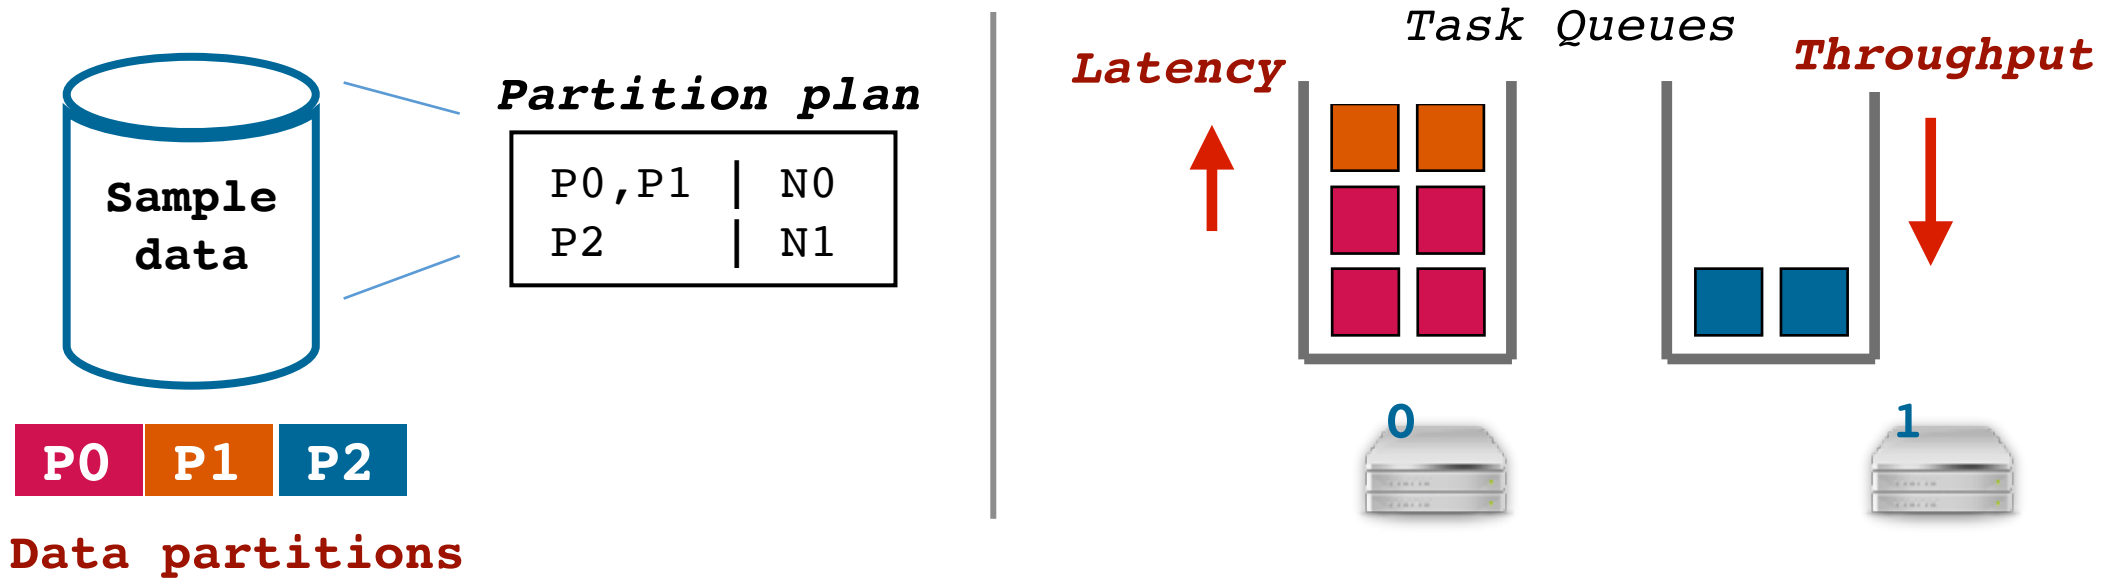 Sample
data
P0 P1 P2
Data partitions
Partition plan
P0,P1 | N0
P2 | N1
Task Queues
Latency
Throughput
0
1